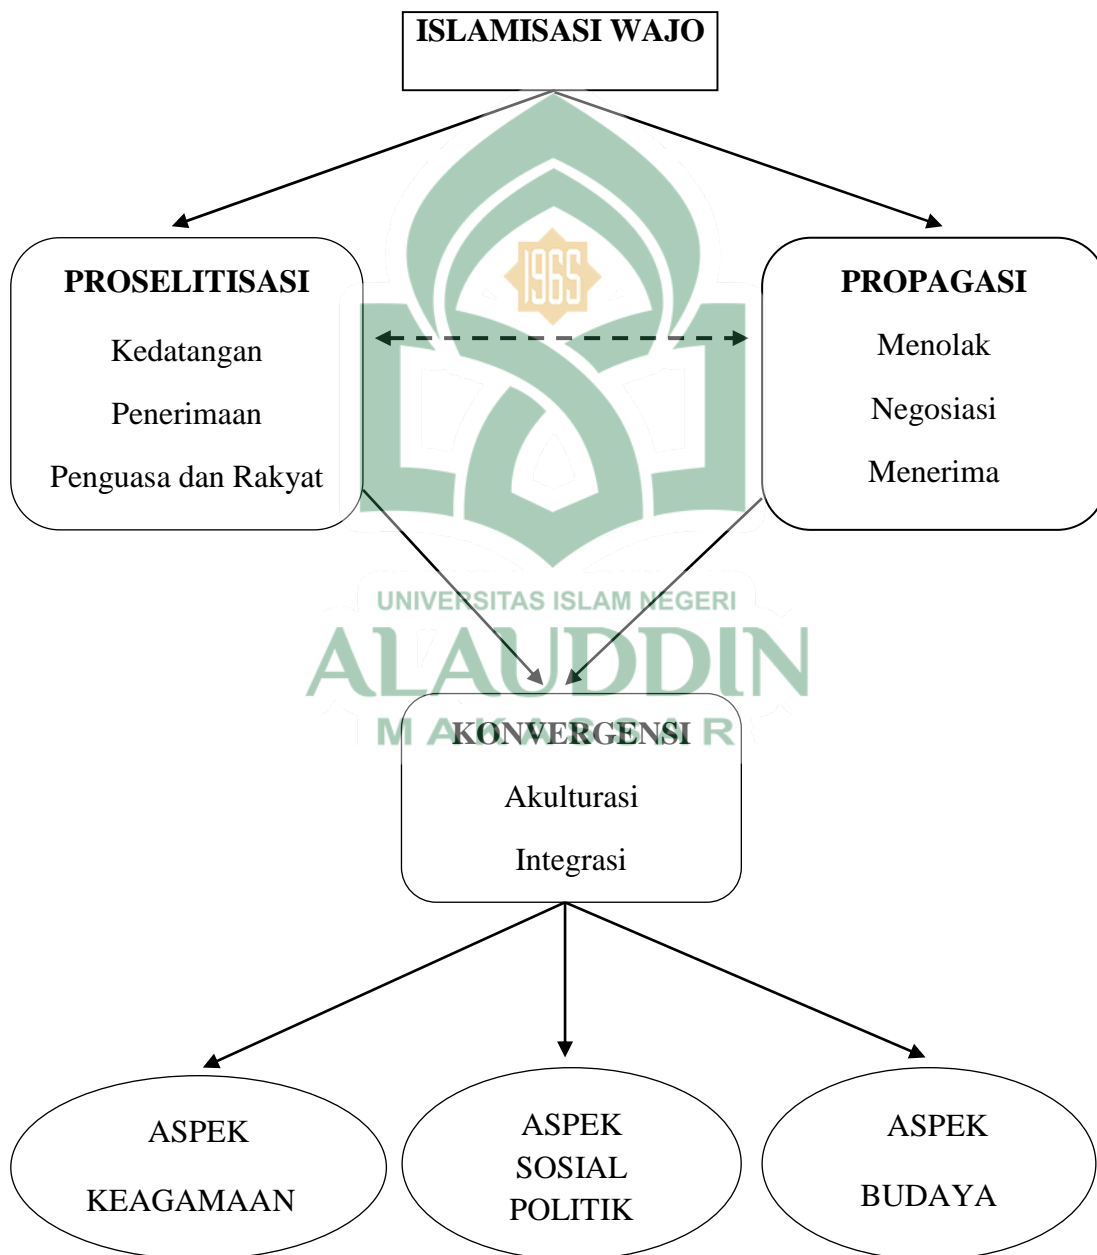 ISLAMISASI WAJO
1965
PROSELITISASI
Kedatangan
Penerimaan
Penguasa dan Rakyat
PROPAGASI
Menolak
Negosiasi
Menerima
UNIVERSITAS ISLAM NEGERI
ALAUDDIN
MAKASSAR
KONVERGENSI
Akulturasi
Integrasi
ASPEK
KEAGAMAAN
ASPEK
SOSIAL
POLITIK
ASPEK
BUDAYA